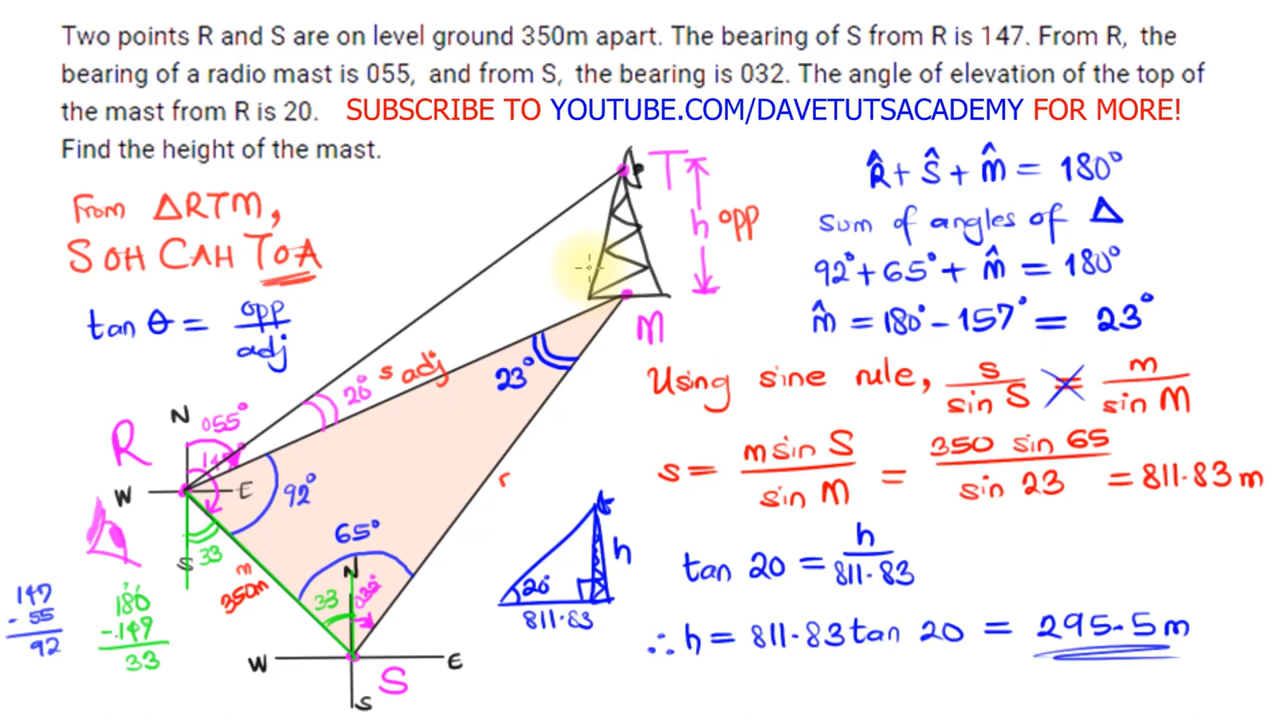 Two points R and S are on level ground 350m apart. The bearing of S from R is 147. From R, the
bearing of a radio mast is 055, and from S, the bearing is 032. The angle of elevation of the top of
the mast from R is 20. SUBSCRIBE TO YOUTUBE.COM/DAVETUTSACADEMY FOR MORE!
Find the height of the mast.
From △RTM,
SOH CAH TOA
tan θ = opp/adj
T
h opp
M
20° s adj
23°
N
055°
R
W
E
92°
S
33
m
350m
65°
N
33
032°
r
W
E
S
S
147
- 55
92
180
- 147
33
R̂ + Ŝ + m̂ = 180°
Sum of angles of △
92° + 65° + m̂ = 180°
m̂ = 180° - 157° = 23°
Using sine rule, s/sin S = m/sin M
s = m sin S/sin M = 350 sin 65/sin 23 = 811.83 m
20°
h
811.83
tan 20 = h/811.83
∴ h = 811.83 tan 20 = 295.5m